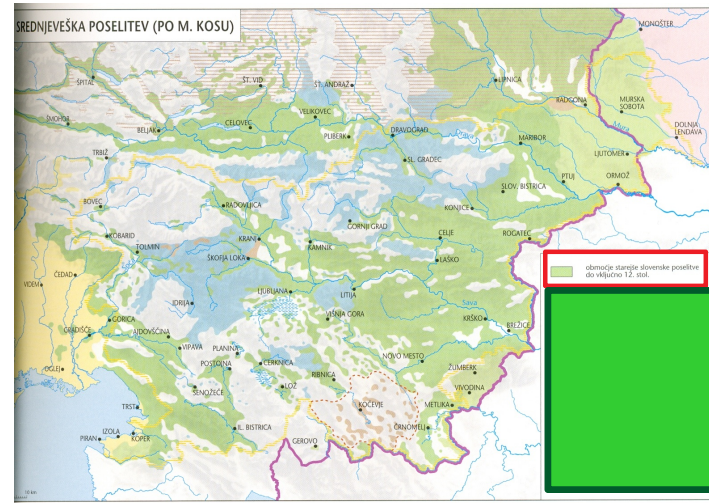 SREDNJEVEŠKA POSELITEV (PO M. KOSU)
MONOŠTER
ŠPITAL
ŠT. VID
ŠT. ANDRAŽ
LIPNICA
RADGONA
MURSKA
SOBOTA
ŠMOHOR
BELJAK
CELOVEC
VELIKOVEC
PLIBERK
DRAVOGRAD
Drava
Mura
DOLNJA
LENDAVA
MARIBOR
TRBIŽ
SL. GRADEC
LJUTOMER
PTUJ
ORMOŽ
SLOV. BISTRICA
BOVEC
RADOVLJICA
KONJICE
GORNJI GRAD
KOBARID
TOLMIN
KRANJ
KAMNIK
CELJE
ROGATEC
ŠKOFJA LOKA
LAŠKO
ČEDAD
VIDEM
območje starejše slovenske poselitve
do vključno 12. stol.
IDRIJA
LJUBLJANA
LITIJA
Sava
GORICA
GRADIŠČE
AJDOVŠČINA
VIŠNJA GORA
KRŠKO
BREŽICE
VIPAVA
PLANINA
POSTOJNA
CERKNICA
NOVO MESTO
OGLEJ
RIBNICA
ŽUMBERK
SENOŽEČE
LOŽ
VIVODINA
TRST
KOČEVJE
METLIKA
IZOLA
PIRAN
KOPER
IL. BISTRICA
GEROVO
ČRNOMELJ
10 km